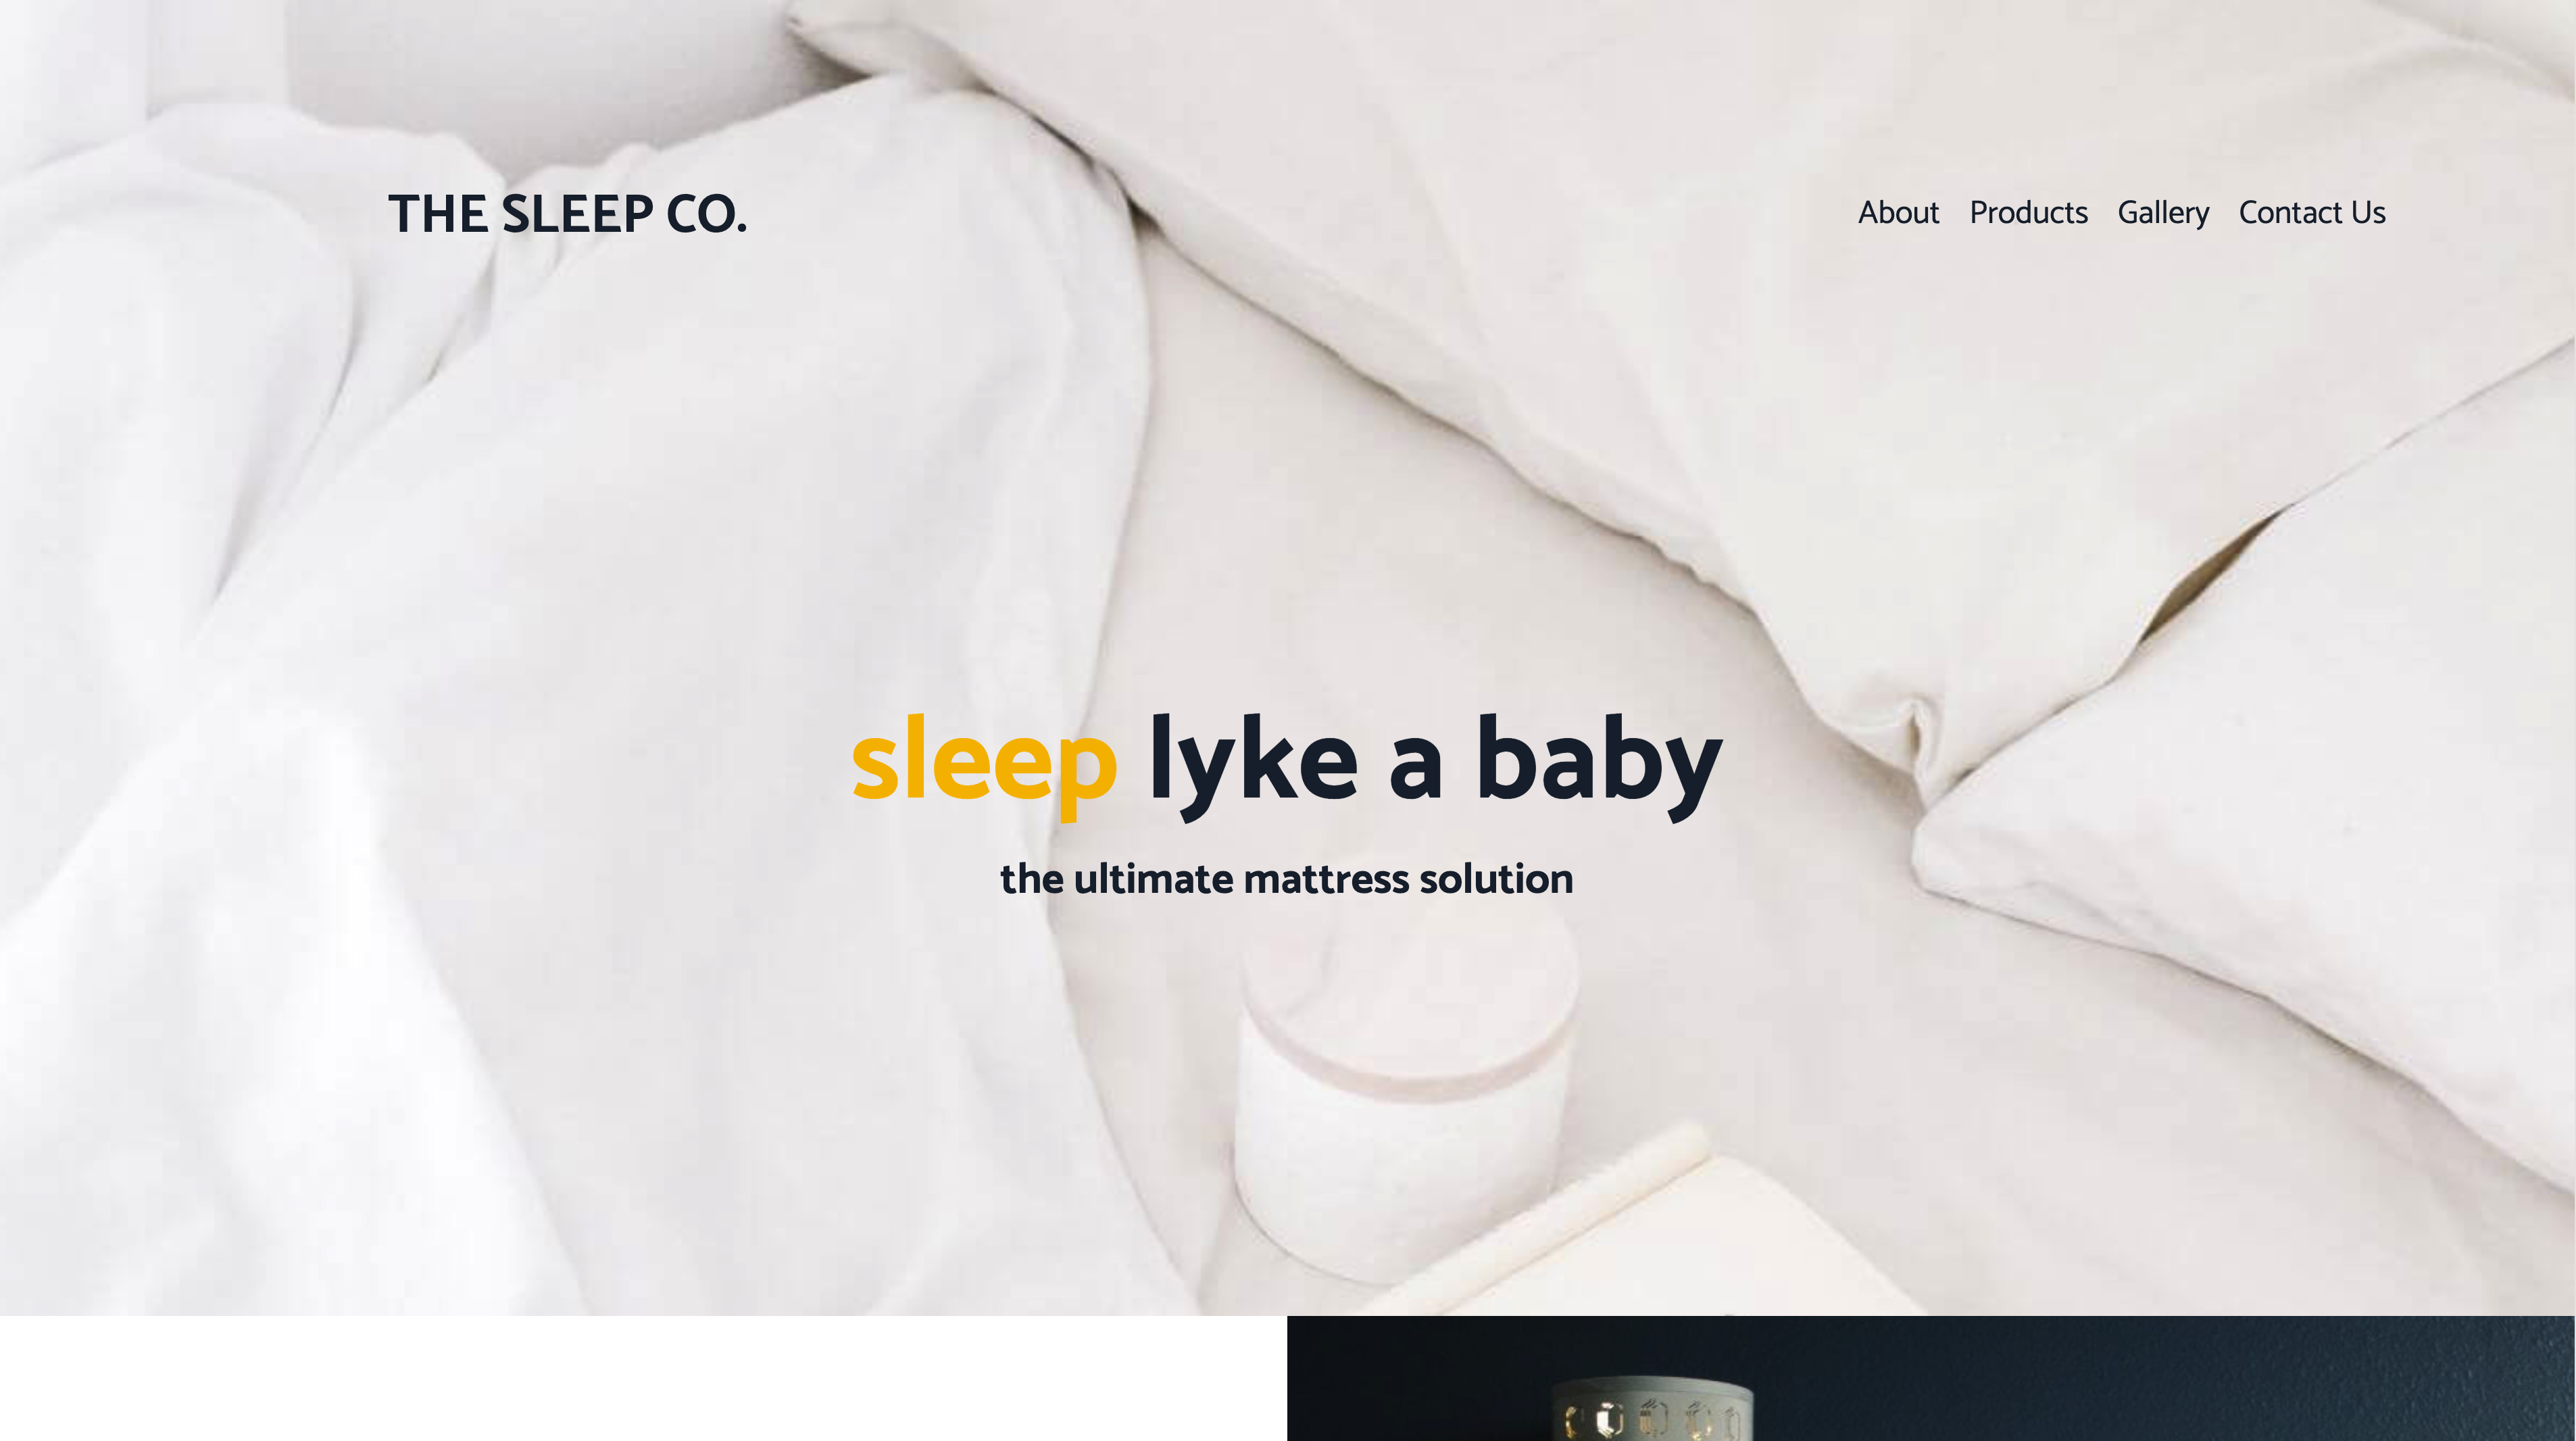 THE SLEEP CO.
About Products Gallery Contact Us
sleep lyke a baby
the ultimate mattress solution